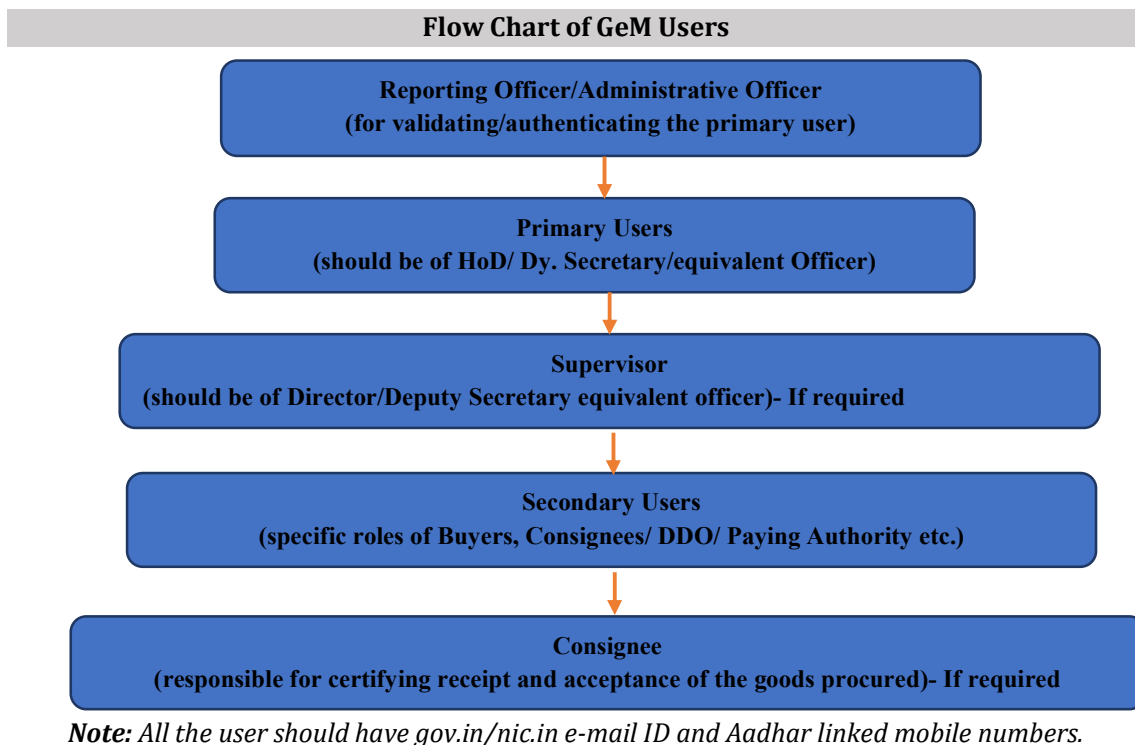 Flow Chart of GeM Users
Reporting Officer/Administrative Officer
(for validating/authenticating the primary user)
Primary Users
(should be of HoD/ Dy. Secretary/equivalent Officer)
Supervisor
(should be of Director/Deputy Secretary equivalent officer)- If required
Secondary Users
(specific roles of Buyers, Consignees/ DDO/ Paying Authority etc.)
Consignee
(responsible for certifying receipt and acceptance of the goods procured)- If required
Note: All the user should have gov.in/nic.in e-mail ID and Aadhar linked mobile numbers.